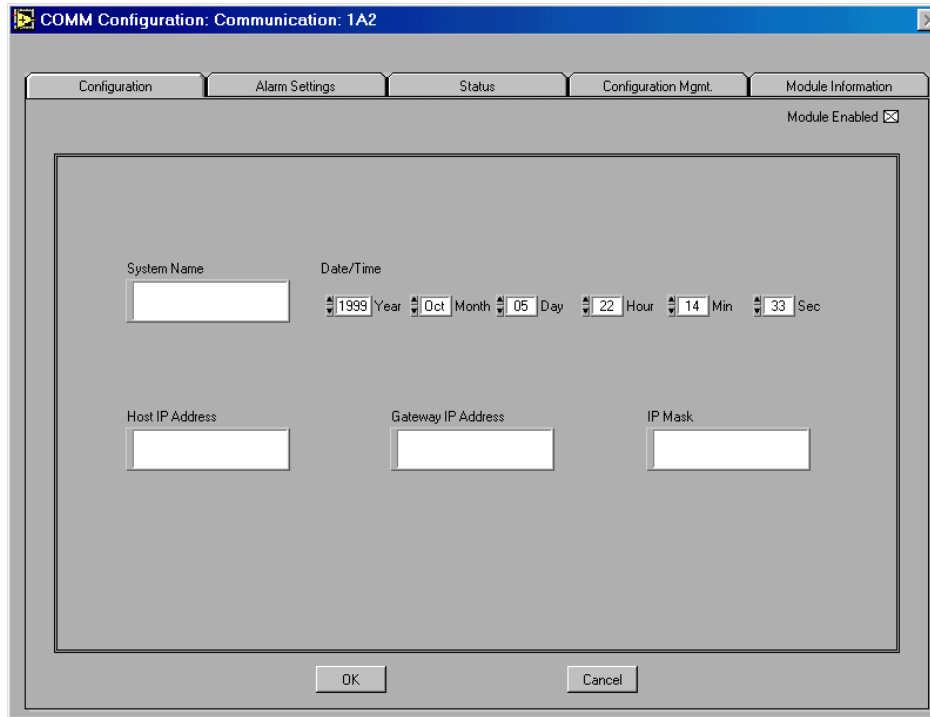 COMM Configuration: Communication: 1A2
Configuration Alarm Settings Status Configuration Mgmt. Module Information
Module Enabled
System Name Date/Time
1999 Year Oct Month 05 Day 22 Hour 14 Min 33 Sec
Host IP Address Gateway IP Address IP Mask
OK Cancel